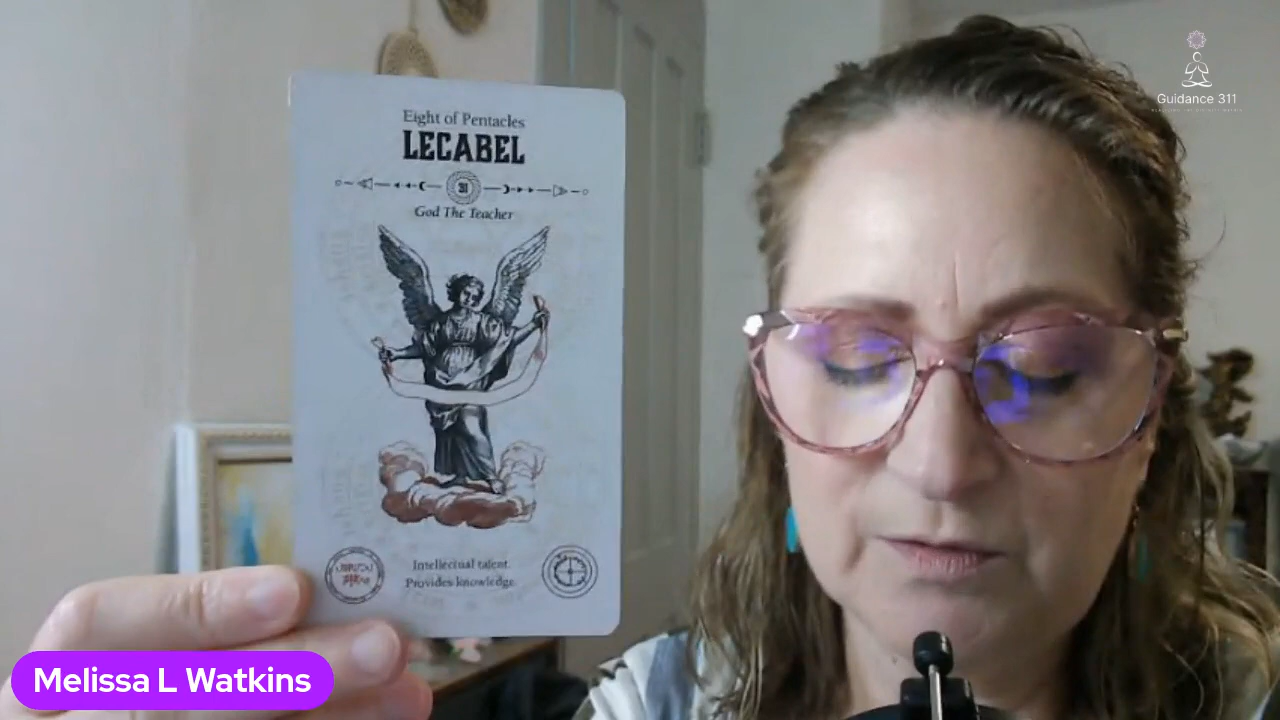 Eight of Pentacles
LECABEL
31
God The Teacher
Intellectual talent.
Provides knowledge.
Guidance 311
Melissa L Watkins